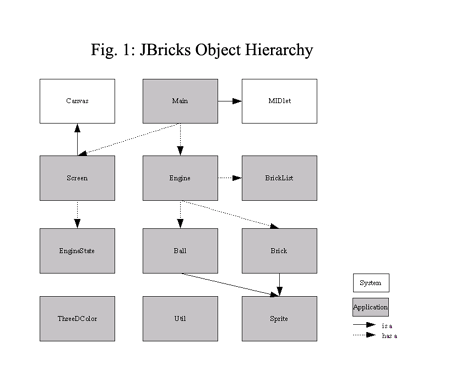 Fig. 1: JBricks Object Hierarchy
Canvas
Main
MIDlet
Screen
Engine
BrickList
EngineState
Ball
Brick
System
ThreeDColor
Util
Sprite
Application
is a
has a